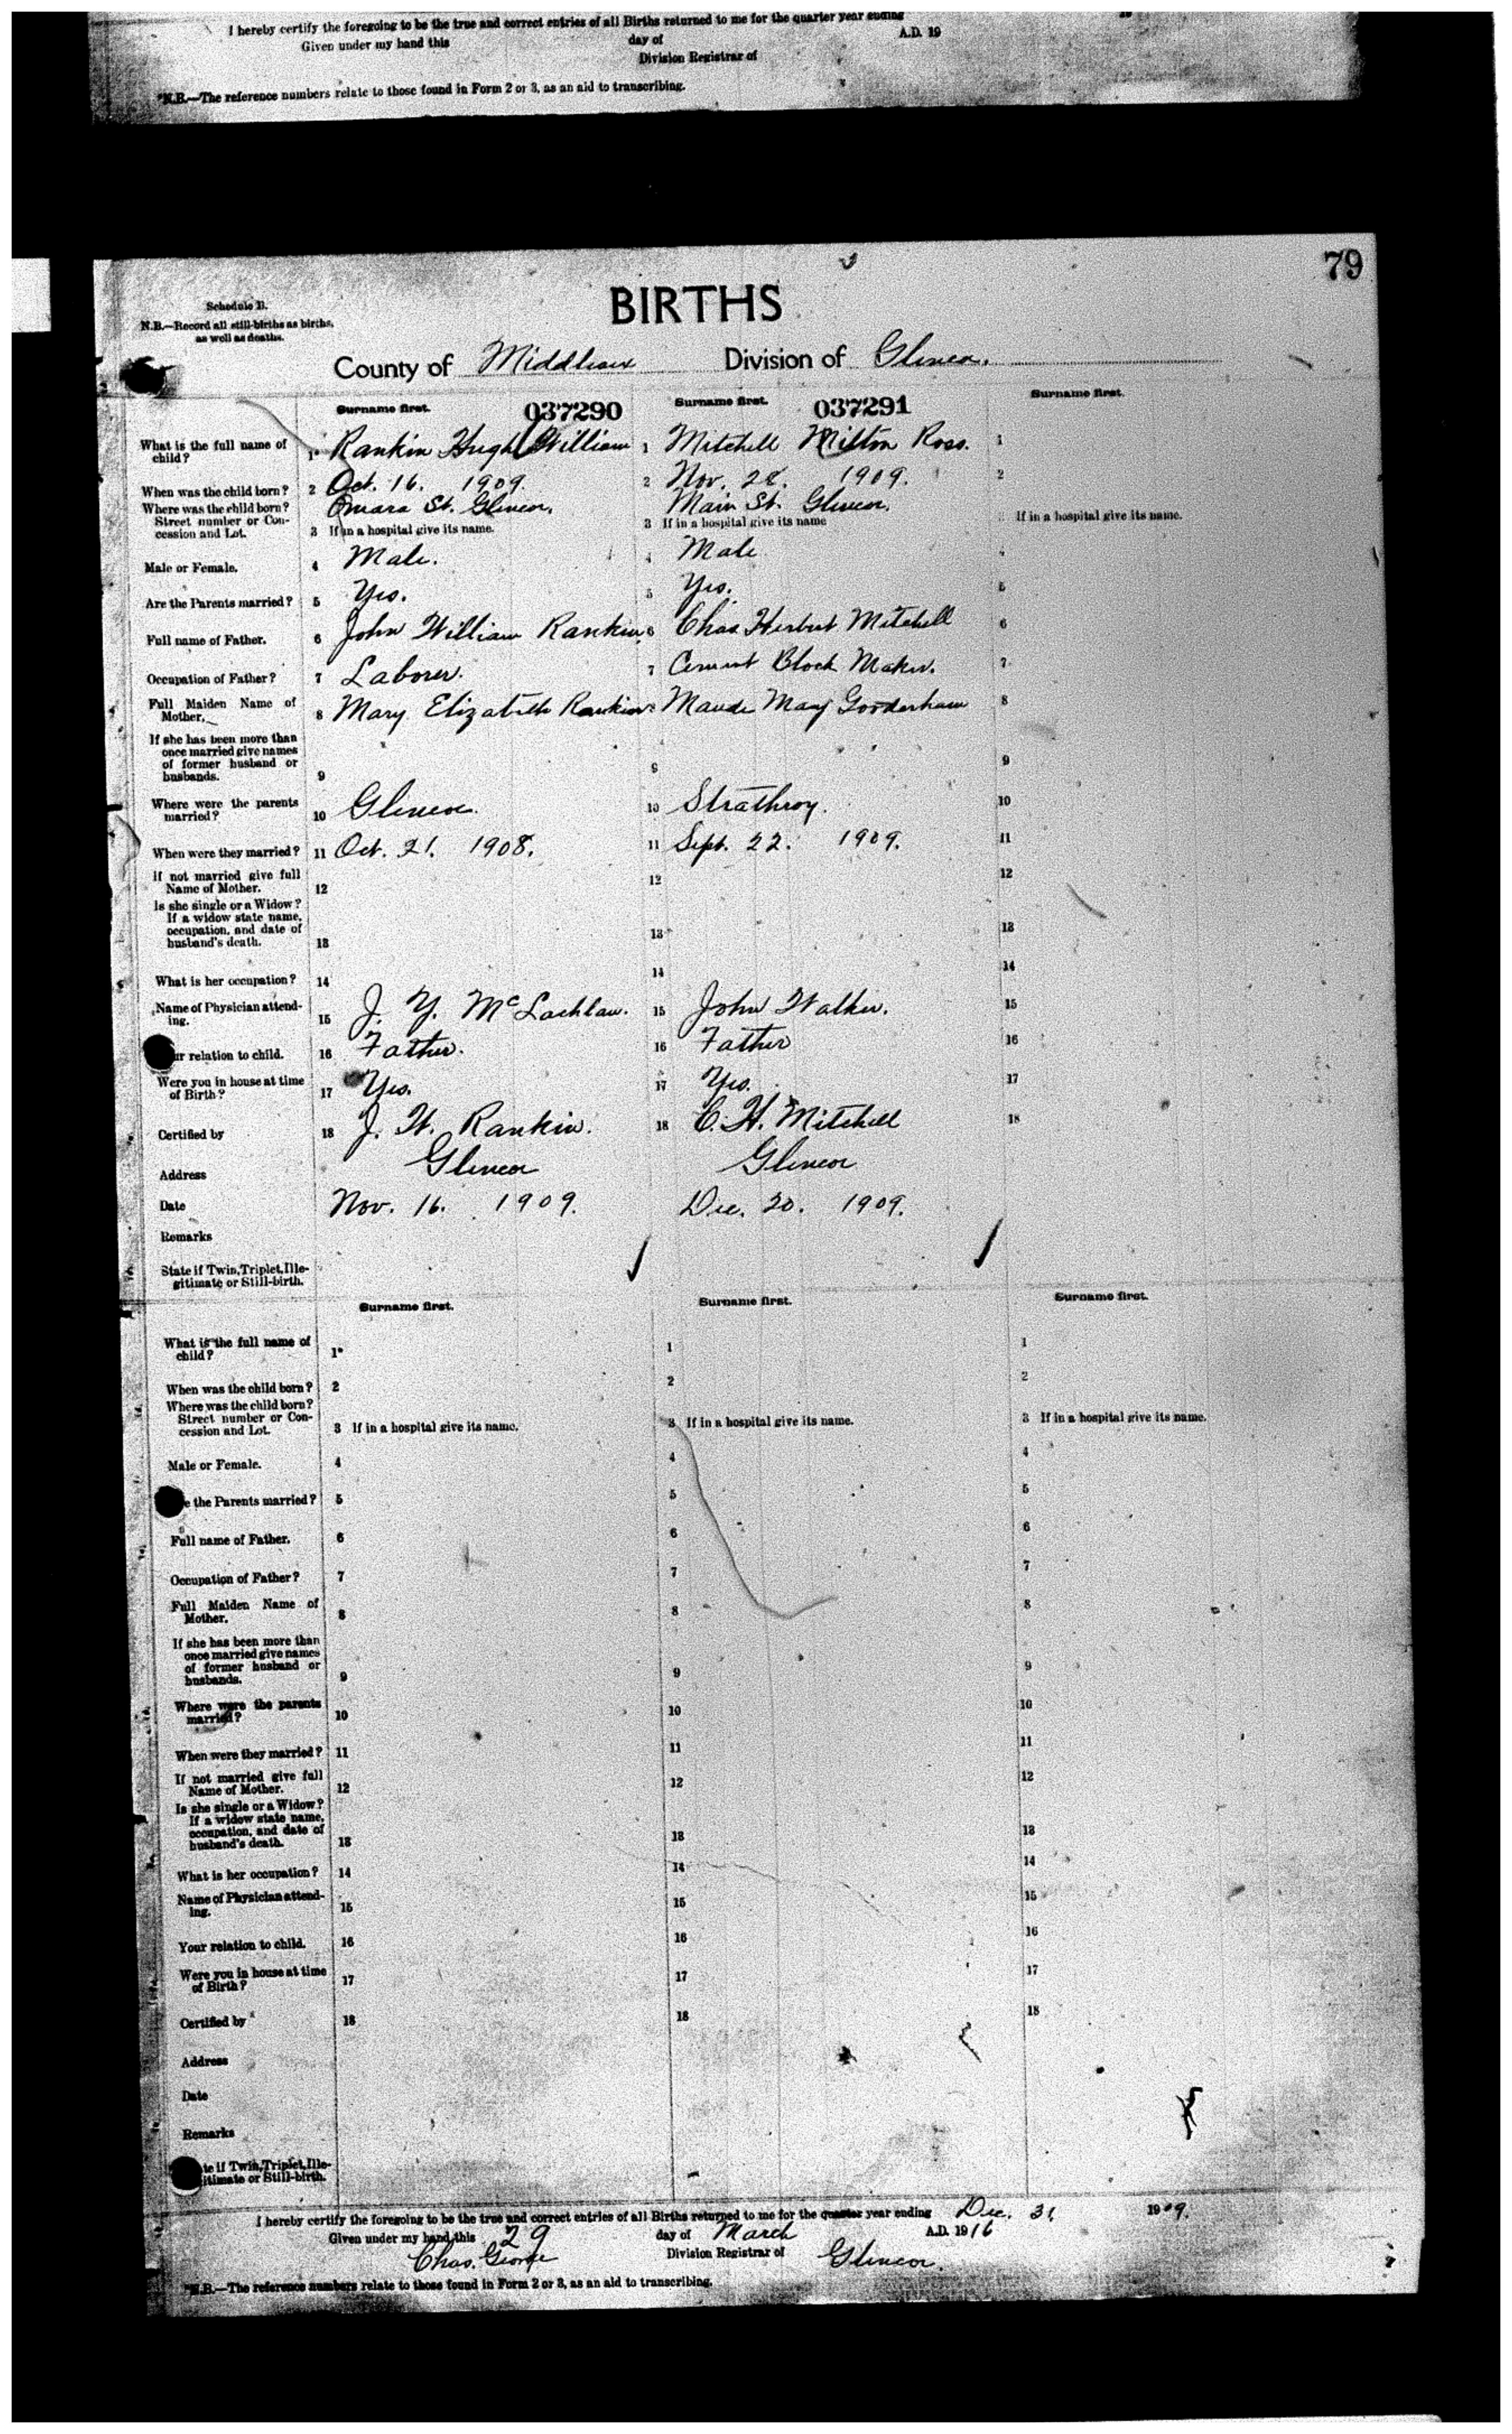 I hereby certify the foregoing to be the true and correct entries of all Births returned to me for the quarter year ending
Given under my hand this day of A.D. 19
Division Registrar of
*N.B.—The reference numbers relate to those found in Form 2 or 3, as an aid to transcribing.
79
Schedule B.
N.B.—Record all still-births as births, as well as deaths.
BIRTHS
County of Middlesex Division of Glencoe.
Surname first. 037290 Surname first. 037291 Surname first.
What is the full name of child? 1* Rankin Hugh William 1 Mitchell Milton Ross. 1
When was the child born? 2 Oct. 16. 1909. 2 Nov. 28. 1909. 2
Where was the child born? Omara St. Glencoe. Main St. Glencoe.
Street number or Concession and Lot. 3 If in a hospital give its name. 3 If in a hospital give its name If in a hospital give its name.
Male or Female. 4 Male. 4 Male 4
Are the Parents married? 5 Yes. 5 Yes. 5
Full name of Father. 6 John William Rankin 6 Chas Herbert Mitchell 6
Occupation of Father? 7 Laborer. 7 Cement Block Maker. 7
Full Maiden Name of Mother. 8 Mary Elizabeth Rankin 8 Maude May Gooderham 8
If she has been more than once married give names of former husband or husbands. 9 9 9
Where were the parents married? 10 Glencoe. 10 Strathroy. 10
When were they married? 11 Oct. 21. 1908. 11 Sept. 22. 1909. 11
If not married give full Name of Mother. 12 12 12
Is she single or a Widow? If a widow state name, occupation, and date of husband's death. 13 13 13
What is her occupation? 14 14 14
Name of Physician attending. 15 J. Y. McLachlan. 15 John Walker. 15
ur relation to child. 16 Father. 16 Father 16
Were you in house at time of Birth? 17 Yes. 17 Yes. 17
Certified by 18 J. W. Rankin. 18 C. H. Mitchell 18
Address Glencoe Glencoe
Date Nov. 16. 1909. Dec. 20. 1909.
Remarks
State if Twin, Triplet, Illegitimate or Still-birth.
Surname first. Surname first. Surname first.
What is the full name of child? 1* 1 1
When was the child born? 2 2 2
Where was the child born? Street number or Concession and Lot. 3 If in a hospital give its name. 3 If in a hospital give its name. 3 If in a hospital give its name.
Male or Female. 4 4 4
e the Parents married? 5 5 5
Full name of Father. 6 6 6
Occupation of Father? 7 7 7
Full Maiden Name of Mother. 8 8 8
If she has been more than once married give names of former husband or husbands. 9 9 9
Where were the parents married? 10 10 10
When were they married? 11 11 11
If not married give full Name of Mother. 12 12 12
Is she single or a Widow? If a widow state name, occupation, and date of husband's death. 13 13 13
What is her occupation? 14 14 14
Name of Physician attending. 15 15 15
Your relation to child. 16 16 16
Were you in house at time of Birth? 17 17 17
Certified by 18 18 18
Address
Date
Remarks
te if Twin, Triplet, Illegitimate or Still-birth.
I hereby certify the foregoing to be the true and correct entries of all Births returned to me for the quarter year ending Dec. 31, 1909.
Given under my hand this 29 day of March A.D. 1916
Chas. George Division Registrar of Glencoe.
*N.B.—The reference numbers relate to those found in Form 2 or 3, as an aid to transcribing.